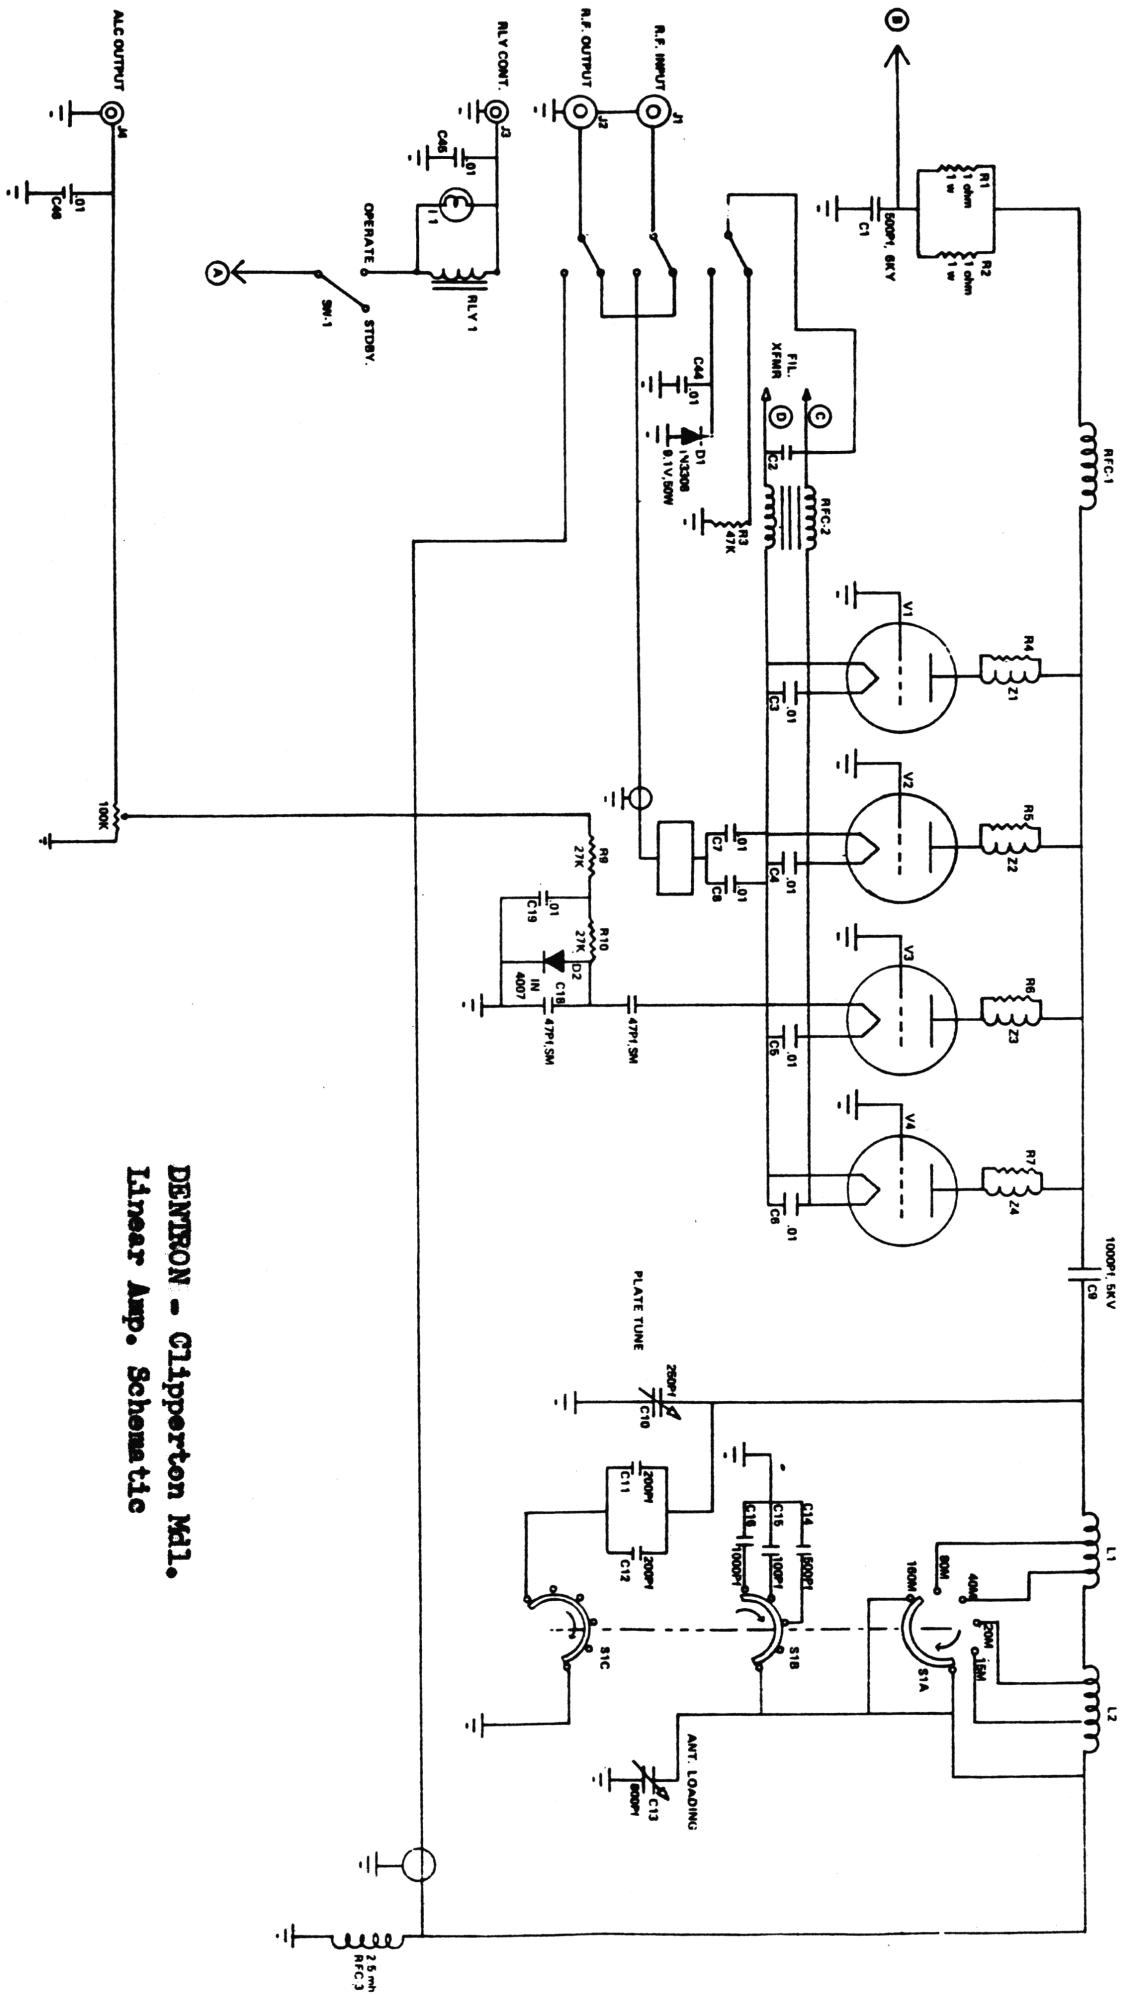 B
500Pf, 6KV
C1
R1
1 ohm
1 w
R2
1 ohm
1 w
RFC-1
R.F. INPUT
J1
R.F. OUTPUT
J2
RLY CONT.
J3
C45
.01
I 1
RLY 1
OPERATE
STDBY.
SW-1
A
ALC OUTPUT
J4
.01
C46
C44
.01
D1
1N3308
9.1V,50W
R3
47K
FIL.
XFMR
D
C
C2
RFC-2
V1
R4
Z1
C3
.01
V2
R5
Z2
C4
.01
V3
R6
Z3
C5
.01
V4
R7
Z4
C6
.01
C7
.01
C8
.01
R9
27K
R10
27K
C19
.01
D2
IN
4007
C18
47Pf,SM
47Pf,SM
100K
1000Pf, 5KV
C9
PLATE TUNE
250Pf
C10
C11
200Pf
C12
200Pf
C14
500Pf
C15
100Pf
C16
1000Pf
L1
L2
160M
80M
40M
20M
15M
S1A
S1B
S1C
ANT. LOADING
C13
800Pf
2.5 mh
RFC 3
DENTRON - Clipperton Mdl.
Linear Amp. Schematic